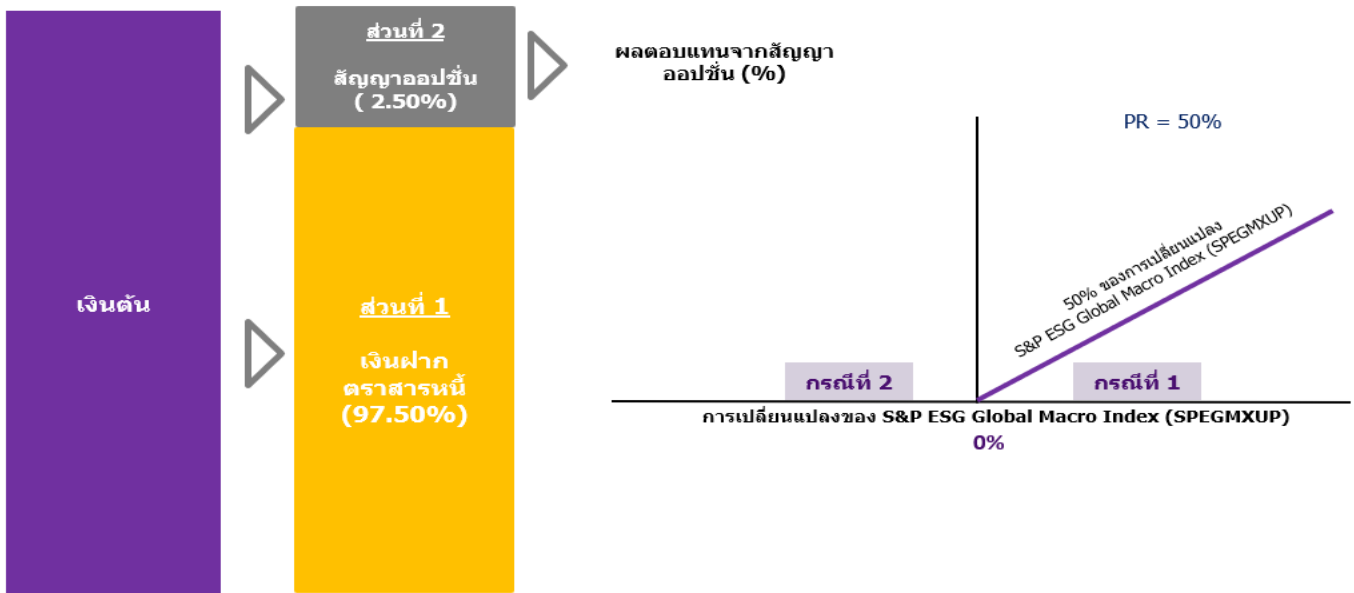 เงินต้น
ส่วนที่ 2
สัญญาออปชั่น
( 2.50%)
ส่วนที่ 1
เงินฝาก
ตราสารหนี้
(97.50%)
ผลตอบแทนจากสัญญา
ออปชั่น (%)
PR = 50%
50% ของการเปลี่ยนแปลง
S&P ESG Global Macro Index (SPEGMXUP)
กรณีที่ 2
กรณีที่ 1
การเปลี่ยนแปลงของ S&P ESG Global Macro Index (SPEGMXUP)
0%